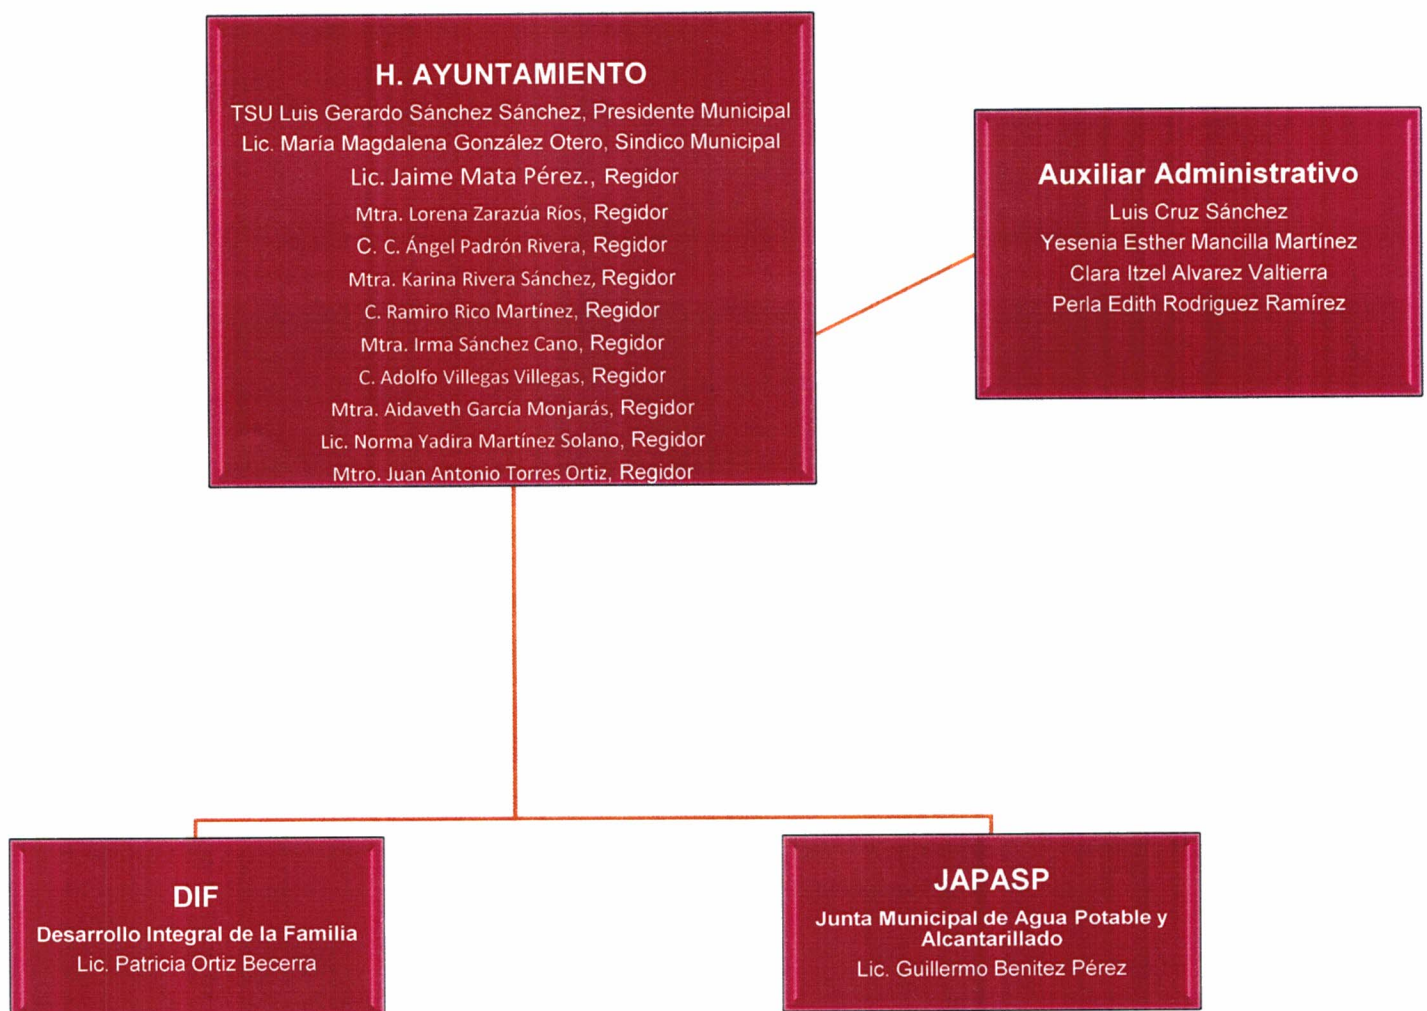 H. AYUNTAMIENTO
TSU Luis Gerardo Sánchez Sánchez, Presidente Municipal
Lic. María Magdalena González Otero, Sindico Municipal
Lic. Jaime Mata Pérez., Regidor
Mtra. Lorena Zarazúa Ríos, Regidor
C. C. Ángel Padrón Rivera, Regidor
Mtra. Karina Rivera Sánchez, Regidor
C. Ramiro Rico Martínez, Regidor
Mtra. Irma Sánchez Cano, Regidor
C. Adolfo Villegas Villegas, Regidor
Mtra. Aidaveth García Monjarás, Regidor
Lic. Norma Yadira Martínez Solano, Regidor
Mtro. Juan Antonio Torres Ortiz, Regidor
Auxiliar Administrativo
Luis Cruz Sánchez
Yesenia Esther Mancilla Martínez
Clara Itzel Alvarez Valtierra
Perla Edith Rodriguez Ramírez
DIF
Desarrollo Integral de la Familia
Lic. Patricia Ortiz Becerra
JAPASP
Junta Municipal de Agua Potable y
Alcantarillado
Lic. Guillermo Benitez Pérez